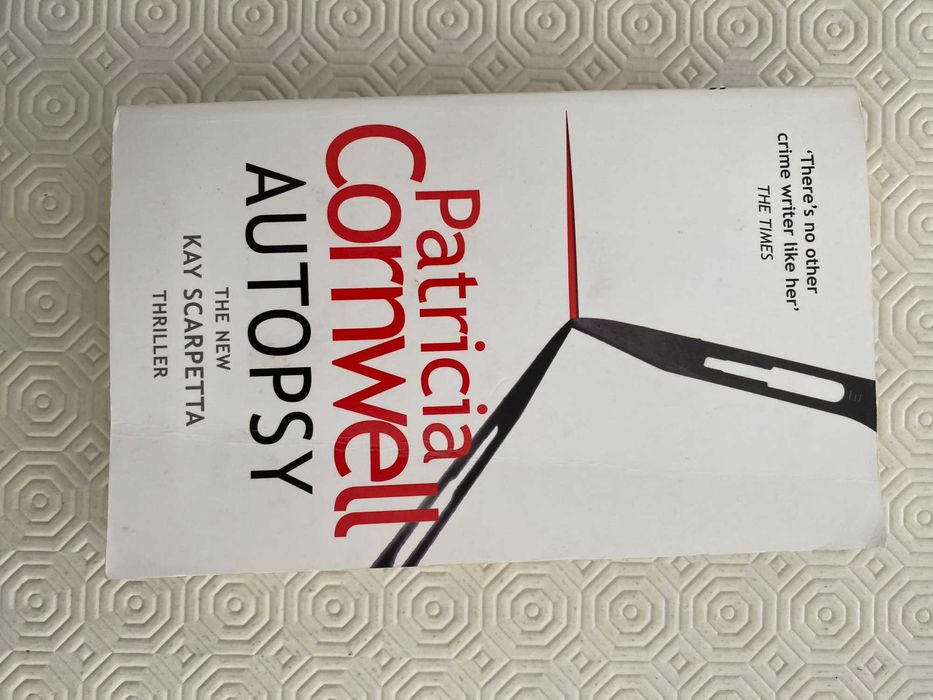 'There's no other
crime writer like her'
THE TIMES
Patricia
Cornwell
AUTOPSY
THE NEW
KAY SCARPETTA
THRILLER